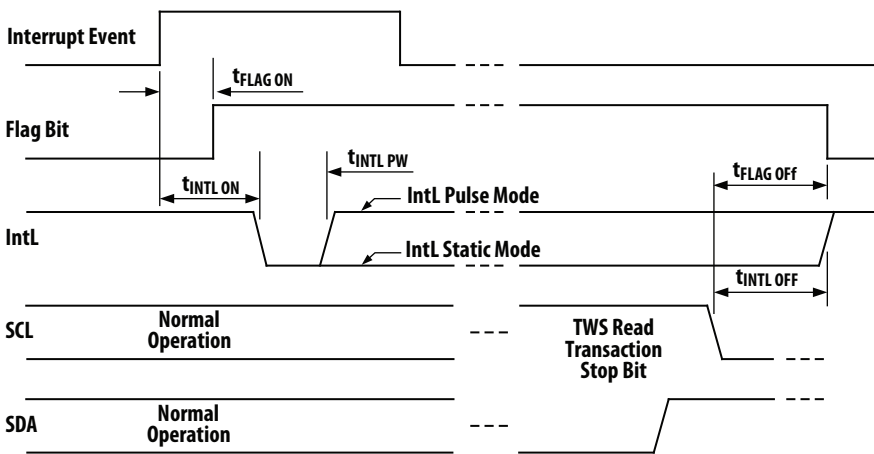 Interrupt Event
tFLAG ON
Flag Bit
tINTL ON
tINTL PW
tFLAG OFf
IntL Pulse Mode
IntL
IntL Static Mode
tINTL OFF
SCL
Normal
Operation
TWS Read
Transaction
Stop Bit
SDA
Normal
Operation